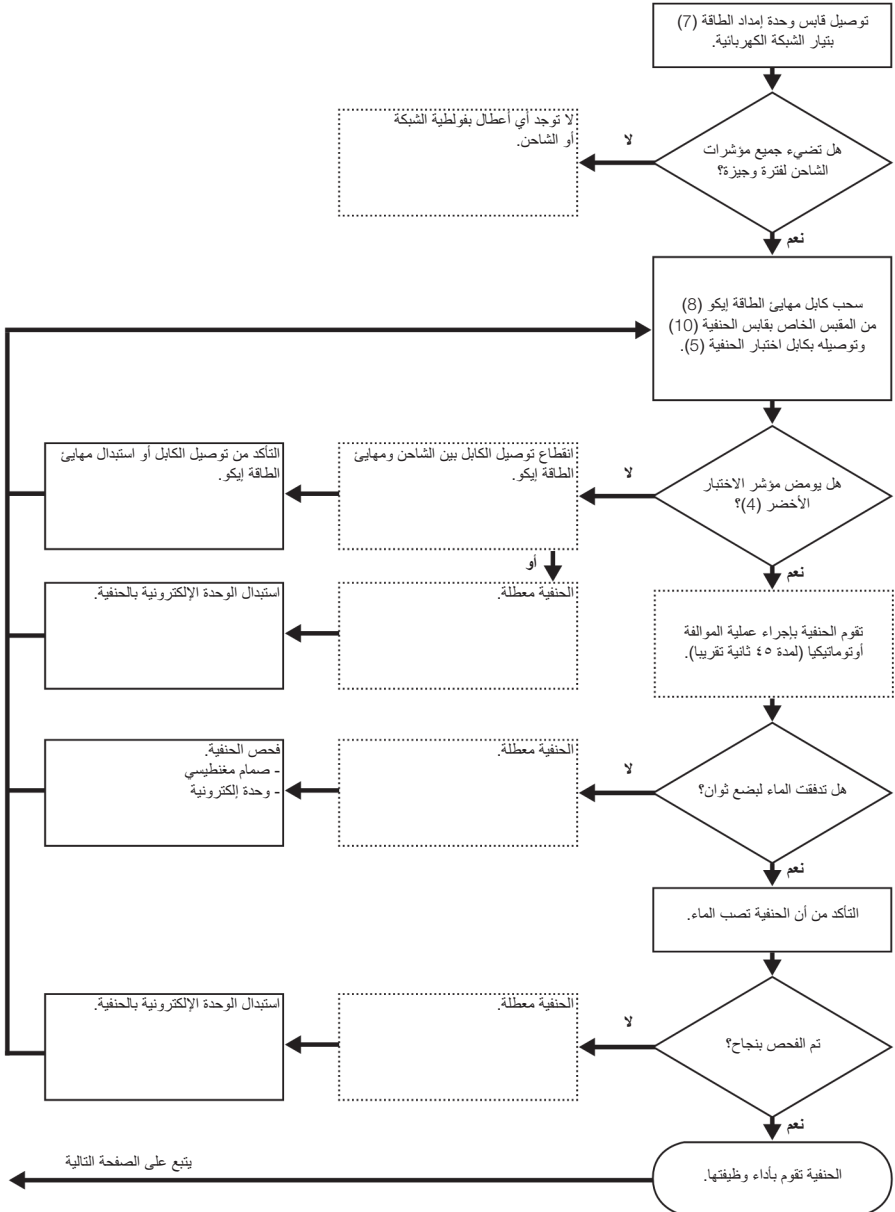 توصيل قابس وحدة إمداد الطاقة (7)
بتيار الشبكة الكهربائية.
هل تضيء جميع مؤشرات
الشاحن لفترة وجيزة؟
لا
لا توجد أي أعطال بفولطية الشبكة
أو الشاحن.
نعم
سحب كابل مهايئ الطاقة إيكو (8)
من المقبس الخاص بقابس الحنفية (10)
وتوصيله بكابل اختبار الحنفية (5).
هل يومض مؤشر الاختبار
الأخضر (4)؟
لا
انقطاع توصيل الكابل بين الشاحن ومهايئ
الطاقة إيكو.
التأكد من توصيل الكابل أو استبدال مهايئ
الطاقة إيكو.
أو
الحنفية معطلة.
استبدال الوحدة الإلكترونية بالحنفية.
نعم
تقوم الحنفية بإجراء عملية الموالفة
أوتوماتيكيا (لمدة ٤٥ ثانية تقريبا).
هل تدفقت الماء لبضع ثوان؟
لا
الحنفية معطلة.
فحص الحنفية.
- صمام مغنطيسي
- وحدة إلكترونية
نعم
التأكد من أن الحنفية تصب الماء.
تم الفحص بنجاح؟
لا
الحنفية معطلة.
استبدال الوحدة الإلكترونية بالحنفية.
نعم
الحنفية تقوم بأداء وظيفتها.
يتبع على الصفحة التالية